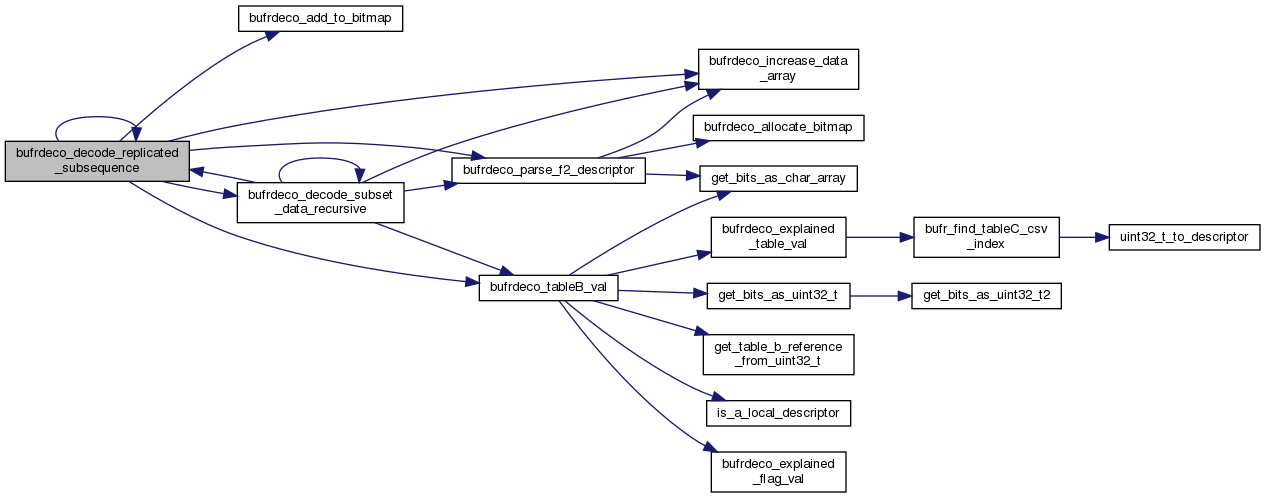 bufrdeco_add_to_bitmap
bufrdeco_increase_data
_array
bufrdeco_allocate_bitmap
bufrdeco_decode_replicated
_subsequence
bufrdeco_parse_f2_descriptor
get_bits_as_char_array
bufrdeco_decode_subset
_data_recursive
bufrdeco_explained
_table_val
bufr_find_tableC_csv
_index
uint32_t_to_descriptor
bufrdeco_tableB_val
get_bits_as_uint32_t
get_bits_as_uint32_t2
get_table_b_reference
_from_uint32_t
is_a_local_descriptor
bufrdeco_explained
_flag_val